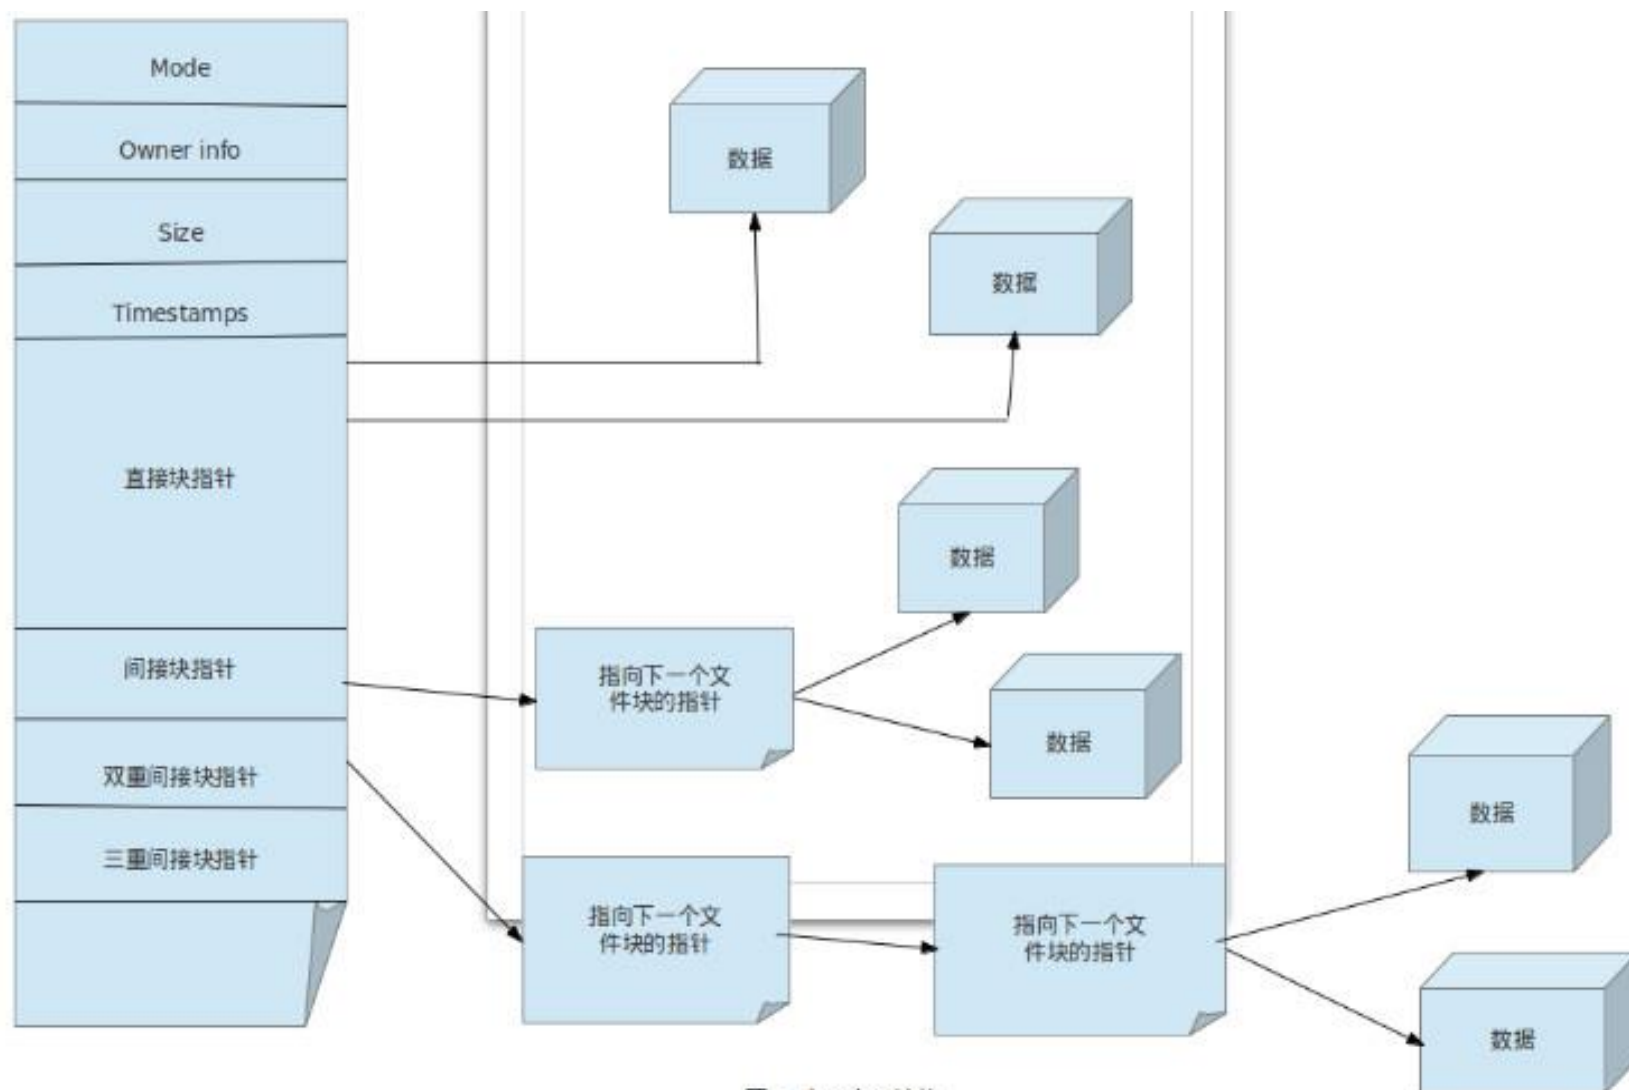 Mode
Owner info
Size
Timestamps
直接块指针
间接块指针
双重间接块指针
三重间接块指针
数据
数据
数据
指向下一个文
件块的指针
数据
数据
指向下一个文
件块的指针
指向下一个文
件块的指针
数据